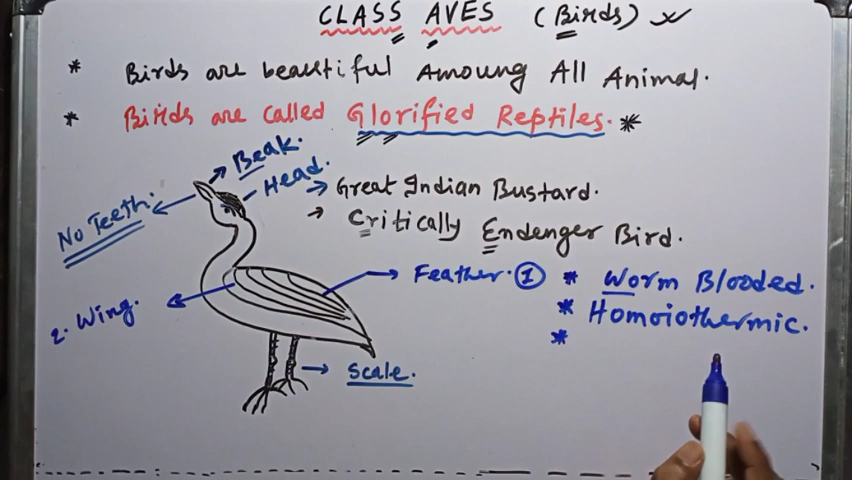 CLASS AVES (Birds)
* Birds are beautiful Amoung All Animal.
* Birds are called Glorified Reptiles. *
Beak.
Head.
No Teeth.
→ Great Indian Bustard.
→ Critically Endenger Bird.
Feather. ①
* Worm Blooded.
2. Wing.
* Homoiothermic.
*
Scale.